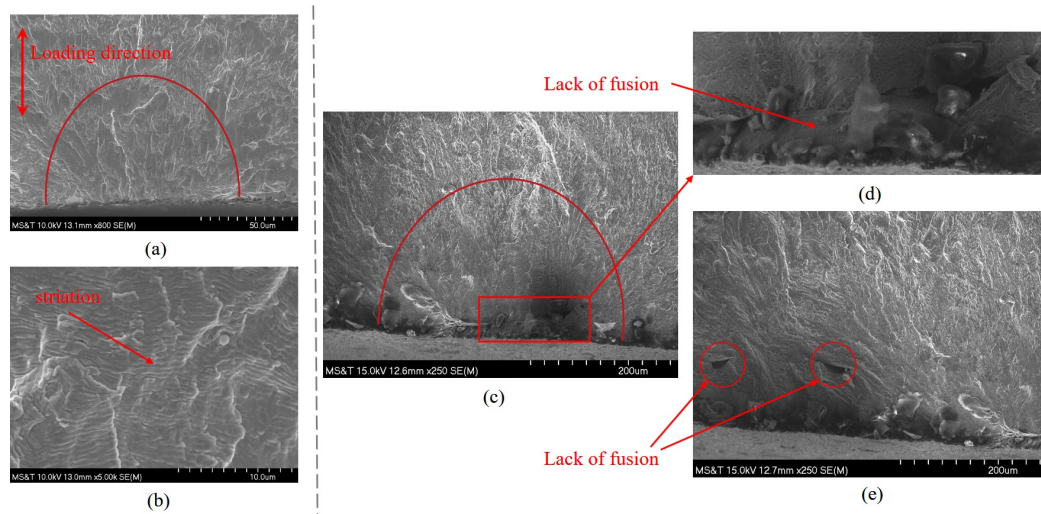 Loading direction
MS&T 10.0kV 13.1mm x800 SE(M)
50.0um
(a)
striation
MS&T 10.0kV 13.0mm x5.00k SE(M)
10.0um
(b)
MS&T 15.0kV 12.6mm x250 SE(M)
200um
(c)
Lack of fusion
(d)
Lack of fusion
MS&T 15.0kV 12.7mm x250 SE(M)
200um
(e)